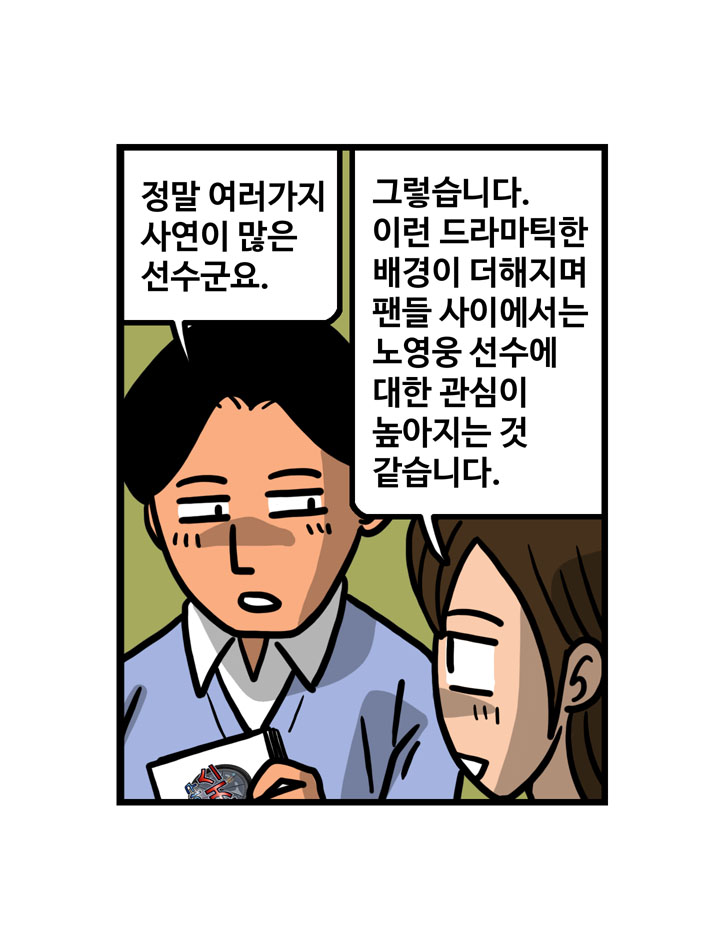 정말 여러가지
사연이 많은
선수군요.
그렇습니다.
이런 드라마틱한
배경이 더해지며
팬들 사이에서는
노영웅 선수에
대한 관심이
높아지는 것
같습니다.